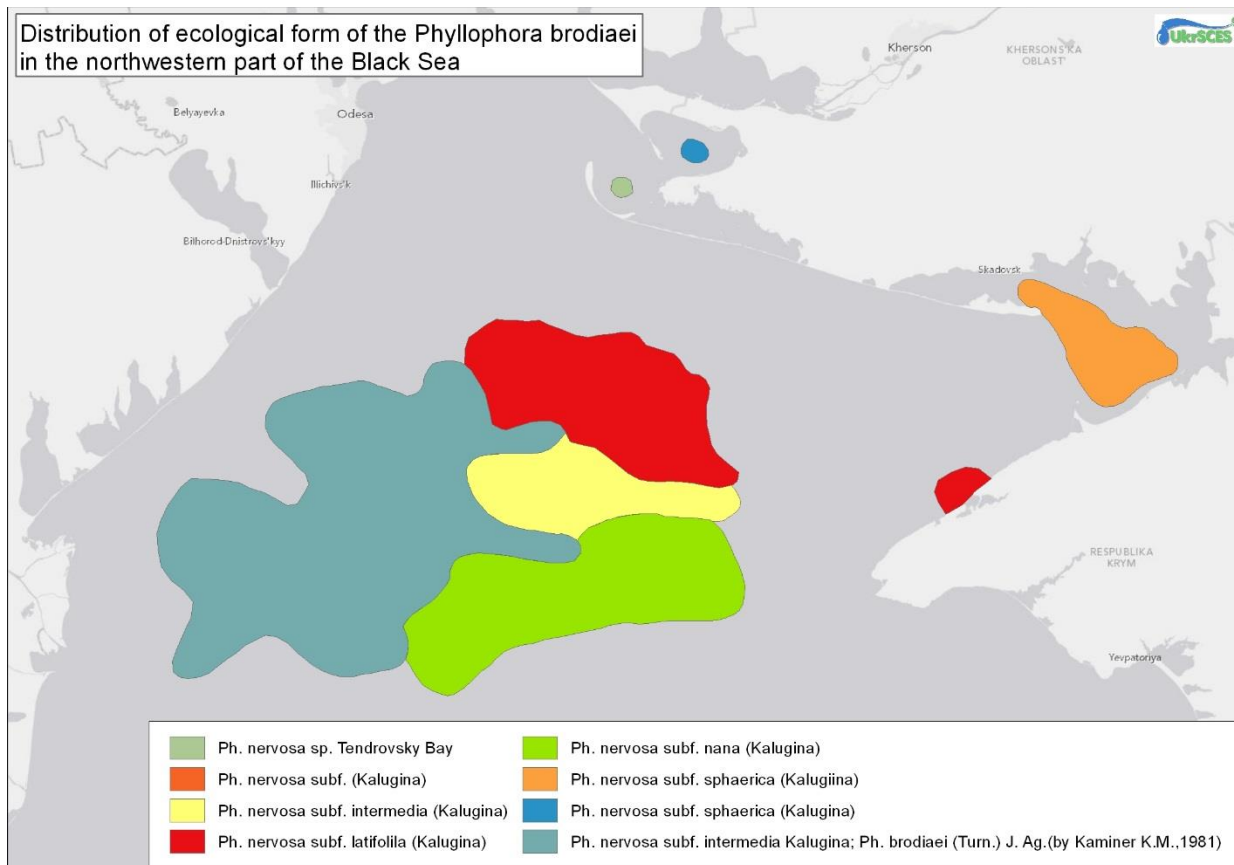 Distribution of ecological form of the Phyllophora brodiaei
in the northwestern part of the Black Sea
UkrSCES
Kherson
KHERSONS'KA
OBLAST'
Belyayevka
Odesa
Illichivs'k
Bilhorod-Dnistrovs'kyy
Skadovsk
RESPUBLIKA
KRYM
Yevpatoriya
Ph. nervosa sp. Tendrovsky Bay
Ph. nervosa subf. (Kalugina)
Ph. nervosa subf. intermedia (Kalugina)
Ph. nervosa subf. latifolila (Kalugina)
Ph. nervosa subf. nana (Kalugina)
Ph. nervosa subf. sphaerica (Kalugiina)
Ph. nervosa subf. sphaerica (Kalugina)
Ph. nervosa subf. intermedia Kalugina; Ph. brodiaei (Turn.) J. Ag.(by Kaminer K.M.,1981)